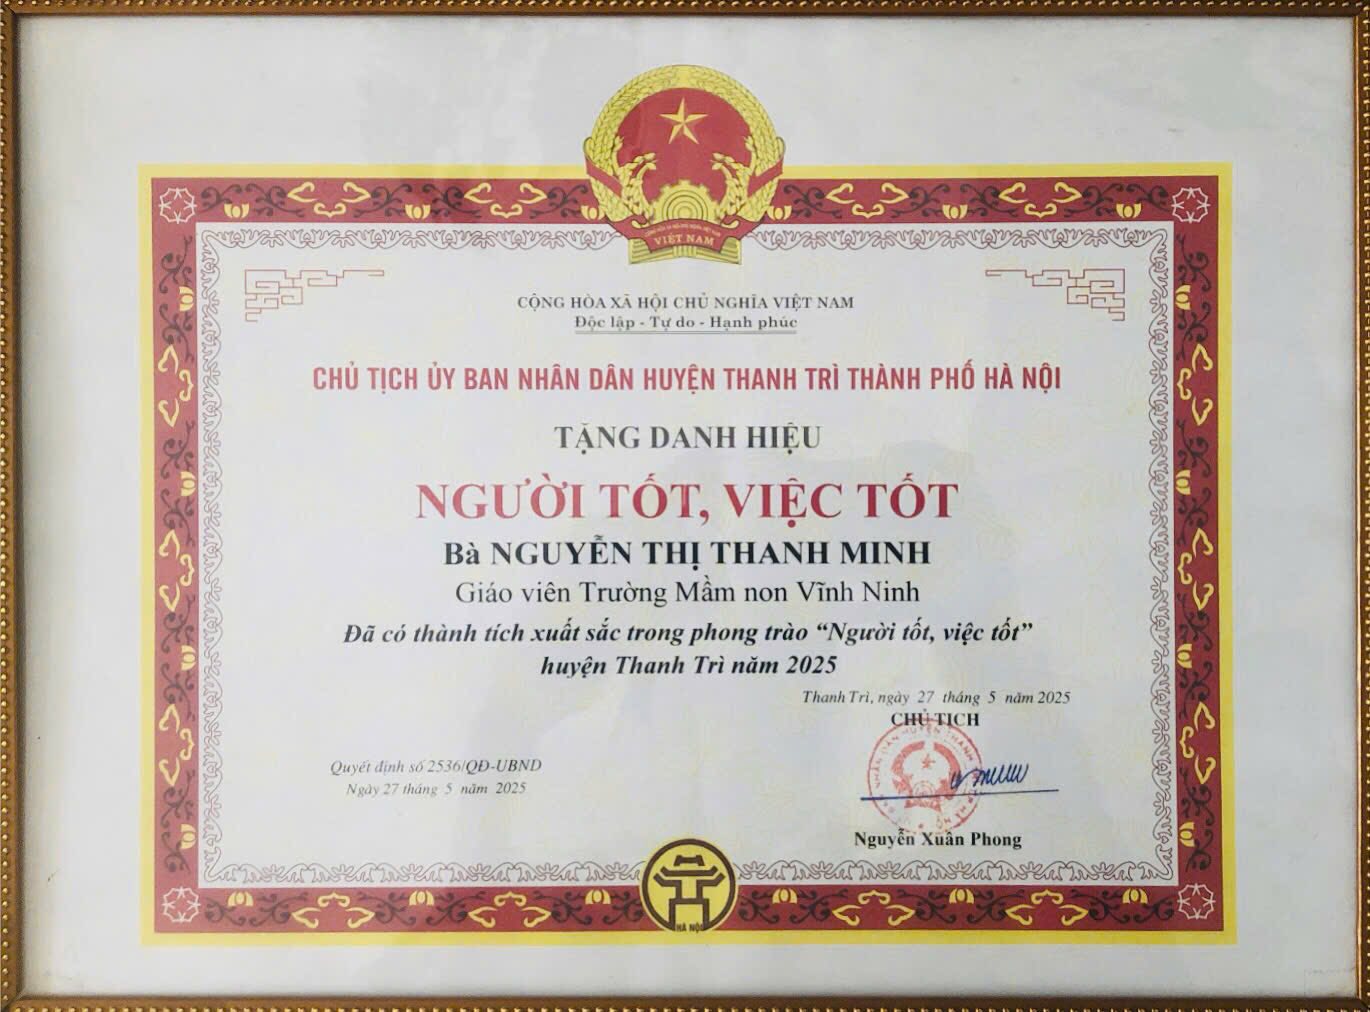 VIỆT NAM
CỘNG HÒA XÃ HỘI CHỦ NGHĨA VIỆT NAM
Độc lập - Tự do - Hạnh phúc
CHỦ TỊCH ỦY BAN NHÂN DÂN HUYỆN THANH TRÌ THÀNH PHỐ HÀ NỘI
TẶNG DANH HIỆU
NGƯỜI TỐT, VIỆC TỐT
Bà NGUYỄN THỊ THANH MINH
Giáo viên Trường Mầm non Vĩnh Ninh
Đã có thành tích xuất sắc trong phong trào “Người tốt, việc tốt”
huyện Thanh Trì năm 2025
Thanh Trì, ngày 27 tháng 5 năm 2025
CHỦ TỊCH
Quyết định số 2536/QĐ-UBND
Ngày 27 tháng 5 năm 2025
Nguyễn Xuân Phong
HÀ NỘI